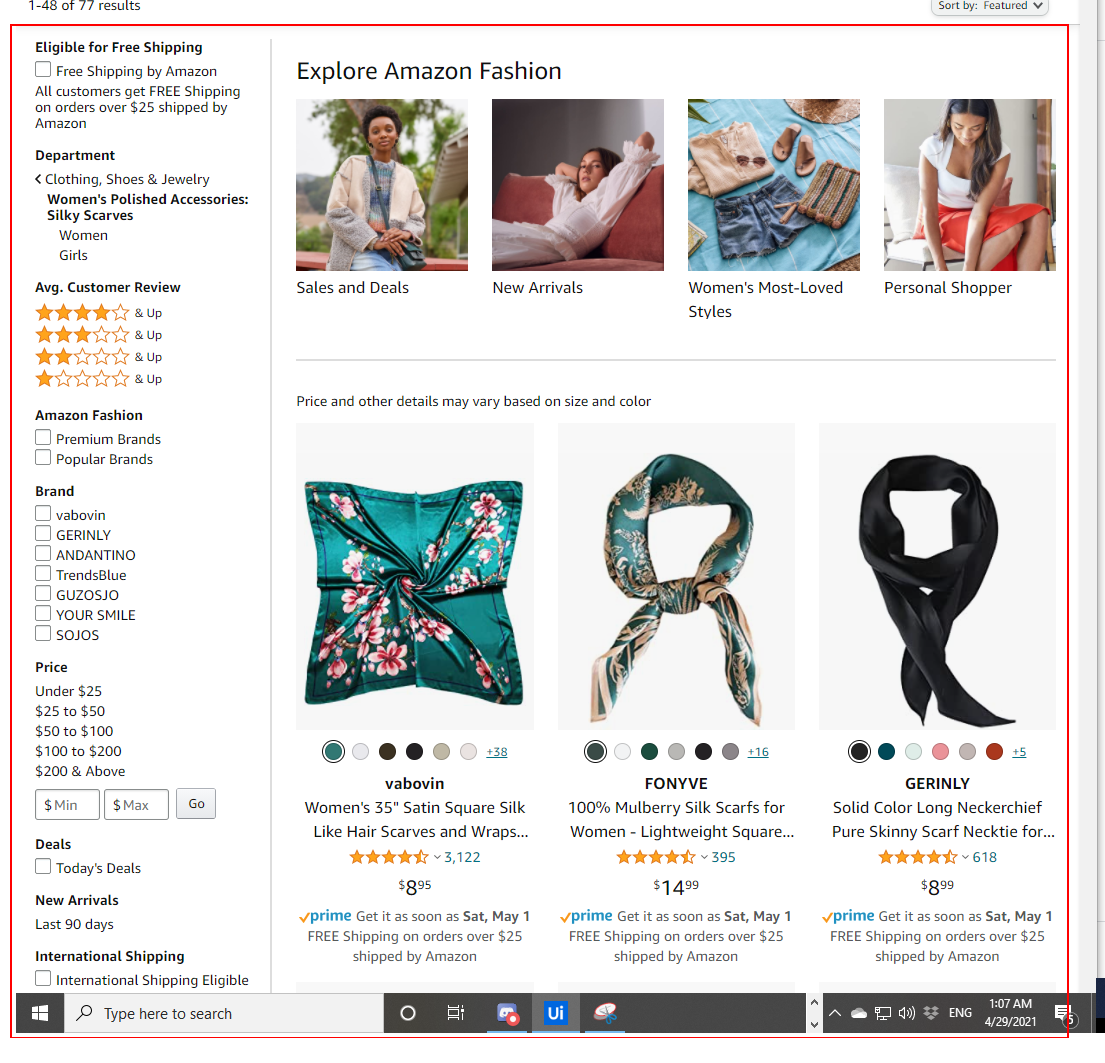 1-48 of 77 results
Sort by: Featured
Eligible for Free Shipping
Free Shipping by Amazon
All customers get FREE Shipping
on orders over $25 shipped by
Amazon
Department
Clothing, Shoes & Jewelry
Women's Polished Accessories:
Silky Scarves
Women
Girls
Avg. Customer Review
& Up
& Up
& Up
& Up
Amazon Fashion
Premium Brands
Popular Brands
Brand
vabovin
GERINLY
ANDANTINO
TrendsBlue
GUZOSJO
YOUR SMILE
SOJOS
Price
Under $25
$25 to $50
$50 to $100
$100 to $200
$200 & Above
$ Min $ Max Go
Deals
Today's Deals
New Arrivals
Last 90 days
International Shipping
International Shipping Eligible
Explore Amazon Fashion
Sales and Deals
New Arrivals
Women's Most-Loved
Styles
Personal Shopper
Price and other details may vary based on size and color
+38
vabovin
Women's 35" Satin Square Silk
Like Hair Scarves and Wraps...
3,122
$895
prime Get it as soon as Sat, May 1
FREE Shipping on orders over $25
shipped by Amazon
+16
FONYVE
100% Mulberry Silk Scarfs for
Women - Lightweight Square...
395
$1499
prime Get it as soon as Sat, May 1
FREE Shipping on orders over $25
shipped by Amazon
+5
GERINLY
Solid Color Long Neckerchief
Pure Skinny Scarf Necktie for...
618
$899
prime Get it as soon as Sat, May 1
FREE Shipping on orders over $25
shipped by Amazon
Type here to search
Ui
ENG
1:07 AM
4/29/2021
5